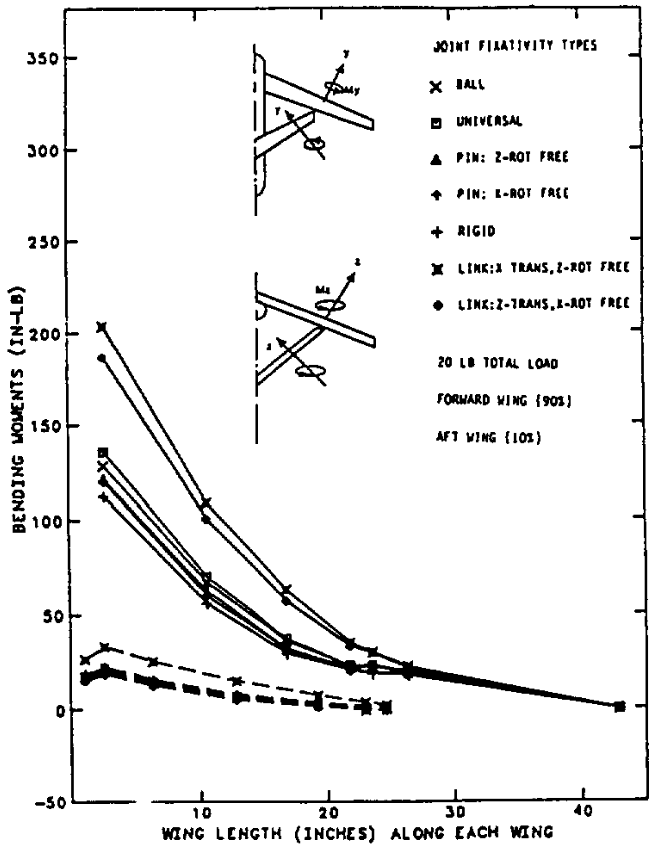 BENDING MOMENTS (IN-LB)
350
300
250
200
150
100
50
0
-50
10
20
30
40
WING LENGTH (INCHES) ALONG EACH WING
Y
My
Y
z
Mx
x
JOINT FIXATIVITY TYPES
BALL
UNIVERSAL
PIN: Z-ROT FREE
PIN: X-ROT FREE
RIGID
LINK:X TRANS,Z-ROT FREE
LINK:Z-TRANS,X-ROT FREE
20 LB TOTAL LOAD
FORWARD WING (90%)
AFT WING (10%)